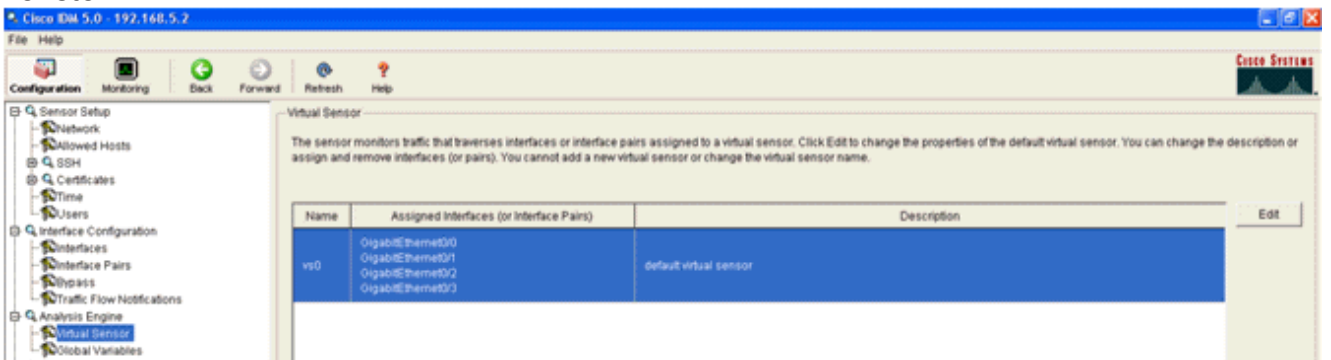 Cisco IDM 5.0 - 192.168.5.2
File Help
Configuration Monitoring Back Forward Refresh Help
CISCO SYSTEMS
Sensor Setup
Network
Allowed Hosts
SSH
Certificates
Time
Users
Interface Configuration
Interfaces
Interface Pairs
Bypass
Traffic Flow Notifications
Analysis Engine
Virtual Sensor
Global Variables
Virtual Sensor
The sensor monitors traffic that traverses interfaces or interface pairs assigned to a virtual sensor. Click Edit to change the properties of the default virtual sensor. You can change the description or
assign and remove interfaces (or pairs). You cannot add a new virtual sensor or change the virtual sensor name.
Name Assigned Interfaces (or Interface Pairs) Description
Edit
vs0
GigabitEthernet0/0
GigabitEthernet0/1
GigabitEthernet0/2
GigabitEthernet0/3
default virtual sensor